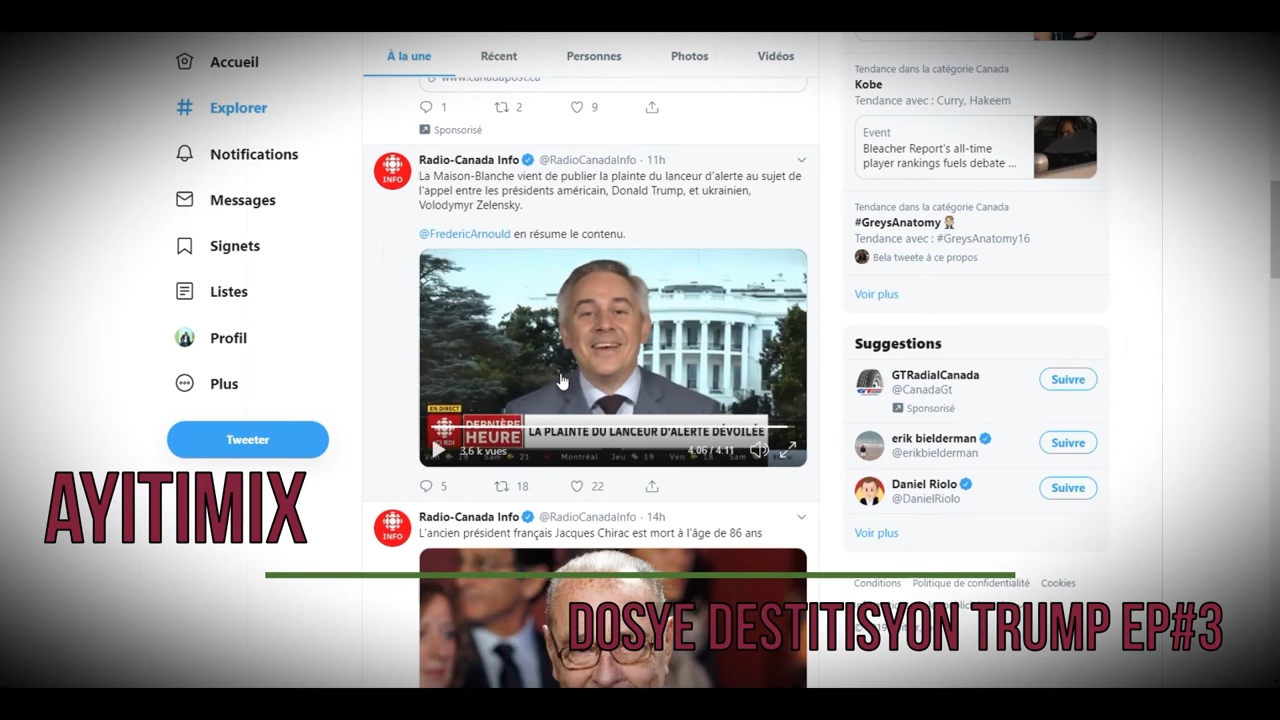 Accueil
Explorer
Notifications
Messages
Signets
Listes
Profil
Plus
Tweeter
À la une
Récent
Personnes
Photos
Vidéos
www.canadapost.ca
1
2
9
Sponsorisé
Radio-Canada Info @RadioCanadaInfo · 11h
La Maison-Blanche vient de publier la plainte du lanceur d'alerte au sujet de
l'appel entre les présidents américain, Donald Trump, et ukrainien,
Volodymyr Zelensky.
@FredericArnould en résume le contenu.
EN DIRECT
INFO
DERNIÈRE
HEURE
LA PLAINTE DU LANCEUR D'ALERTE DÉVOILÉE
3,6 k vues
4:06 / 4:11
Sam 21
Montréal
Jeu 19
Ven 18
5
18
22
INFO
Radio-Canada Info @RadioCanadaInfo · 14h
L'ancien président français Jacques Chirac est mort à l'âge de 86 ans
Tendance dans la catégorie Canada
Kobe
Tendance avec : Curry, Hakeem
Event
Bleacher Report's all-time
player rankings fuels debate ...
Tendance dans la catégorie Canada
#GreysAnatomy
Tendance avec : #GreysAnatomy16
Bela tweete à ce propos
Voir plus
Suggestions
GTRadialCanada
@CanadaGt
Sponsorisé
Suivre
erik bielderman
@erikbielderman
Suivre
Daniel Riolo
@DanielRiolo
Suivre
Voir plus
Conditions
Politique de confidentialité
Cookies
AYITIMIX
DOSYE DESTITISYON TRUMP EP#3